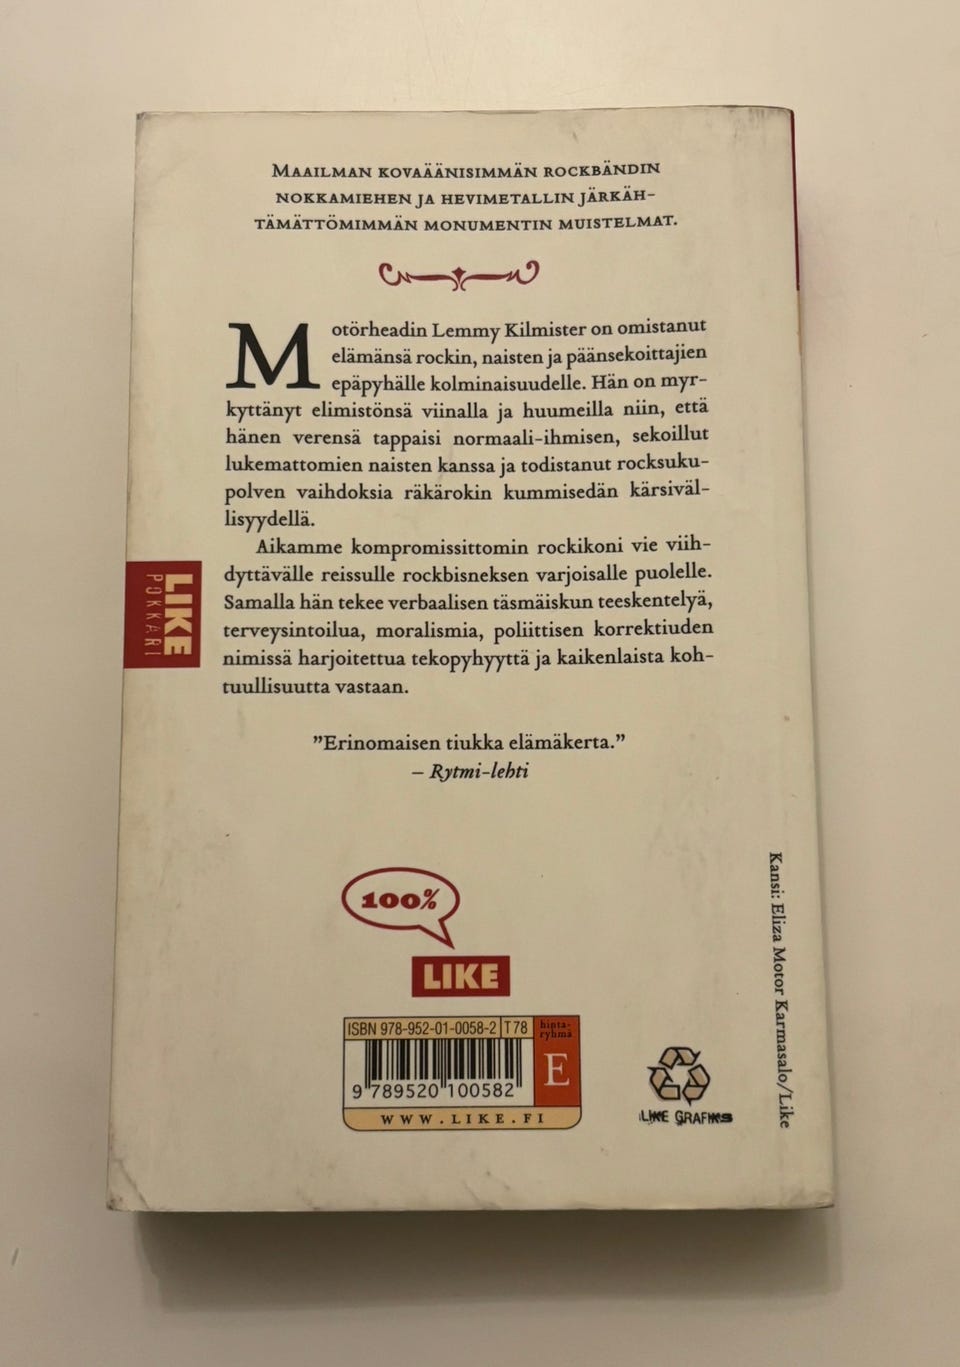 MAAILMAN KOVAÄÄNISIMMÄN ROCKBÄNDIN
NOKKAMIEHEN JA HEVIMETALLIN JÄRKÄH-
TÄMÄTTÖMIMMÄN MONUMENTIN MUISTELMAT.
Motörheadin Lemmy Kilmister on omistanut
elämänsä rockin, naisten ja päänsekoittajien
epäpyhälle kolminaisuudelle. Hän on myr-
kyttänyt elimistönsä viinalla ja huumeilla niin, että
hänen verensä tappaisi normaali-ihmisen, sekoillut
lukemattomien naisten kanssa ja todistanut rocksuku-
polven vaihdoksia räkärokin kummisedän kärsiväl-
lisyydellä.
Aikamme kompromissittomin rockikoni vie viih-
dyttävälle reissulle rockbisneksen varjoisalle puolelle.
Samalla hän tekee verbaalisen täsmäiskun teeskentelyä,
terveysintoilua, moralismia, poliittisen korrektiuden
nimissä harjoitettua tekopyhyyttä ja kaikenlaista koh-
tuullisuutta vastaan.
”Erinomaisen tiukka elämäkerta.”
– Rytmi-lehti
LIKE
POKKARI
100%
LIKE
ISBN 978-952-01-0058-2 T78
hinta-
ryhmä
E
9 789520 100582
WWW.LIKE.FI
LIKE GRAFIKS
Kansi: Eliza Motor Karmasalo/Like